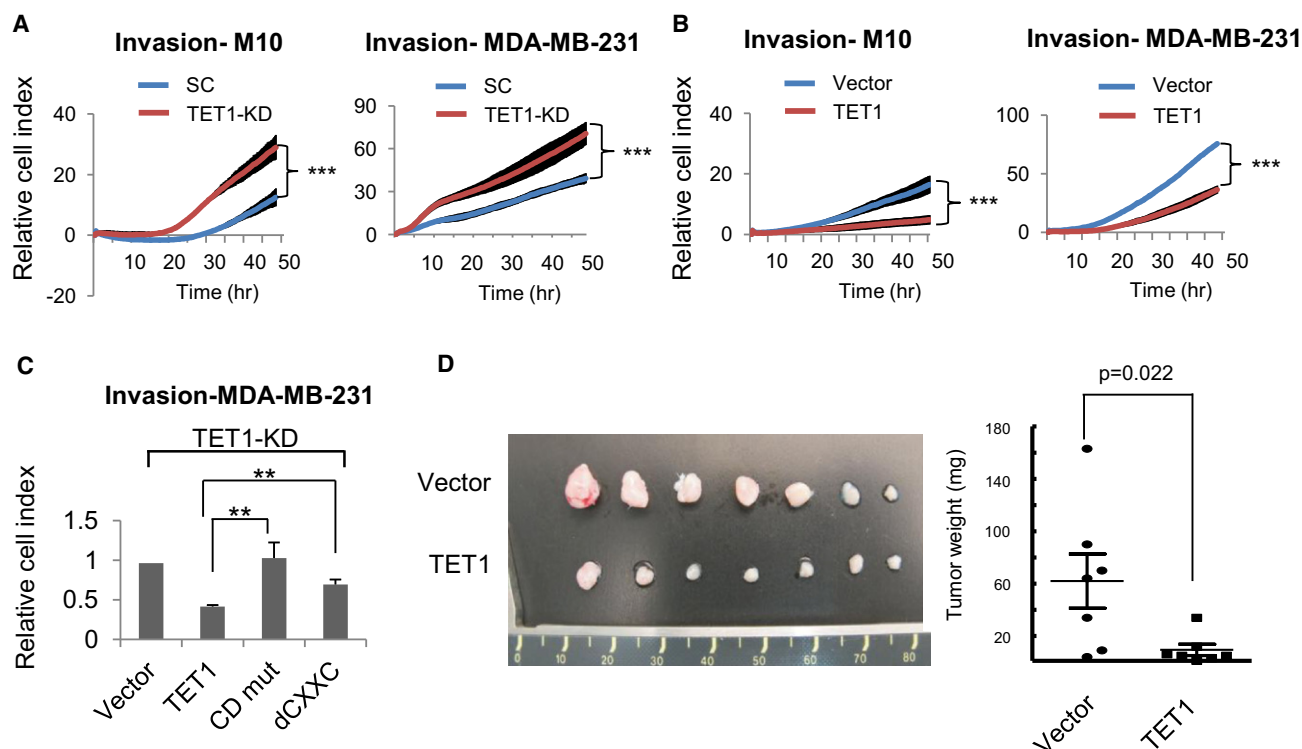 A
Invasion- M10
SC
TET1-KD
Relative cell index
40
20
0
-20
10 20 30 40 50
Time (hr)
***
Invasion- MDA-MB-231
SC
TET1-KD
90
60
30
0
10 20 30 40 50
Time (hr)
***
B
Invasion- M10
Vector
TET1
Relative cell index
40
20
0
10 20 30 40 50
Time (hr)
***
Invasion- MDA-MB-231
Vector
TET1
100
50
0
10 20 30 40 50
Time (hr)
***
C
Invasion-MDA-MB-231
TET1-KD
**
**
Relative cell index
1.5
1
0.5
0
Vector
TET1
CD mut
dCXXC
D
Vector
TET1
0 10 20 30 40 50 60 70 80
p=0.022
Tumor weight (mg)
180
140
100
60
20
Vector
TET1